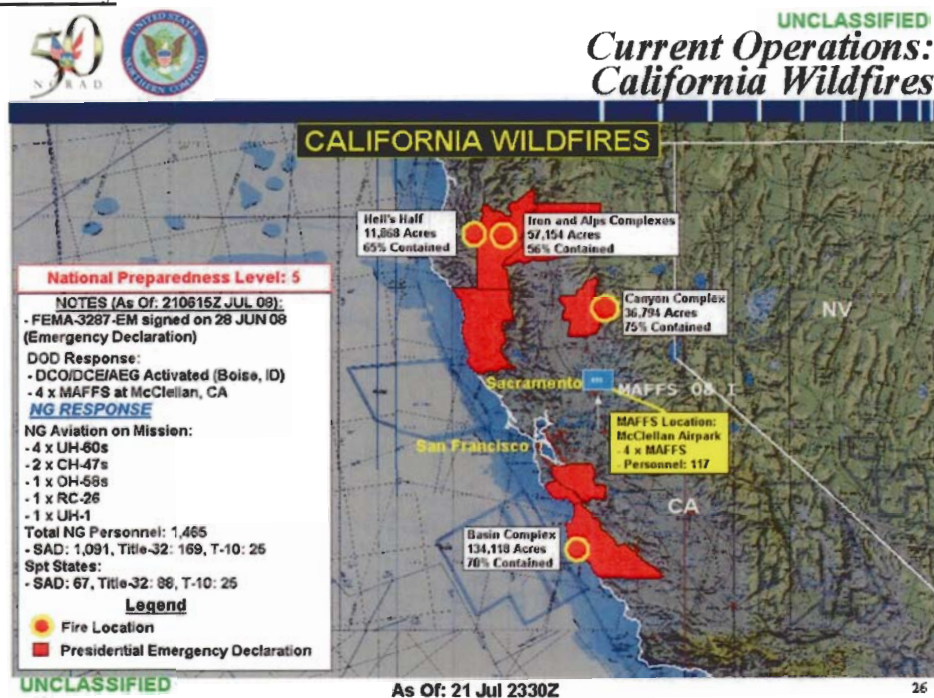 UNCLASSIFIED
Current Operations:
California Wildfires
50
NORAD
UNITED STATES
NORTHERN COMMAND
CALIFORNIA WILDFIRES
Hell's Half
11,868 Acres
65% Contained
Iron and Alps Complexes
57,154 Acres
56% Contained
National Preparedness Level: 5
NOTES (As Of: 210615Z JUL 08):
- FEMA-3287-EM signed on 28 JUN 08
(Emergency Declaration)
DOD Response:
- DCO/DCE/AEG Activated (Boise, ID)
- 4 x MAFFS at McClellan, CA
NG RESPONSE
NG Aviation on Mission:
- 4 x UH-60s
- 2 x CH-47s
- 1 x OH-58s
- 1 x RC-26
- 1 x UH-1
Total NG Personnel: 1,465
- SAD: 1,091, Title-32: 169, T-10: 25
Spt States:
- SAD: 67, Title-32: 88, T-10: 25
Legend
Fire Location
Presidential Emergency Declaration
Canyon Complex
36,794 Acres
75% Contained
NV
Sacramento
MAFFS 08 I
MAFFS Location:
McClellan Airpark
- 4 x MAFFS
- Personnel: 117
San Francisco
CA
Basin Complex
134,118 Acres
70% Contained
UNCLASSIFIED
As Of: 21 Jul 2330Z
26